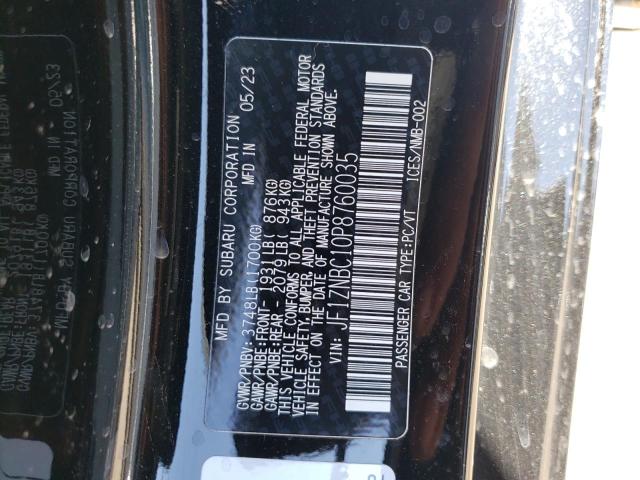 MFD BY SUBARU CORPORATION
MFD IN 05/23
GVWR/PNBV: 3748LB(1700KG)
GAWR/PNBE:FRONT- 1931LB( 876KG)
GAWR/PNBE:REAR - 2079LB( 943KG)
THIS VEHICLE CONFORMS TO ALL APPLICABLE FEDERAL MOTOR
VEHICLE SAFETY,BUMPER,AND THEFT PREVENTION STANDARDS
IN EFFECT ON THE DATE OF MANUFACTURE SHOWN ABOVE.
VIN: JF1ZNBC10P8760035
PASSENGER CAR TYPE:PC/VT ICES/NMB-002